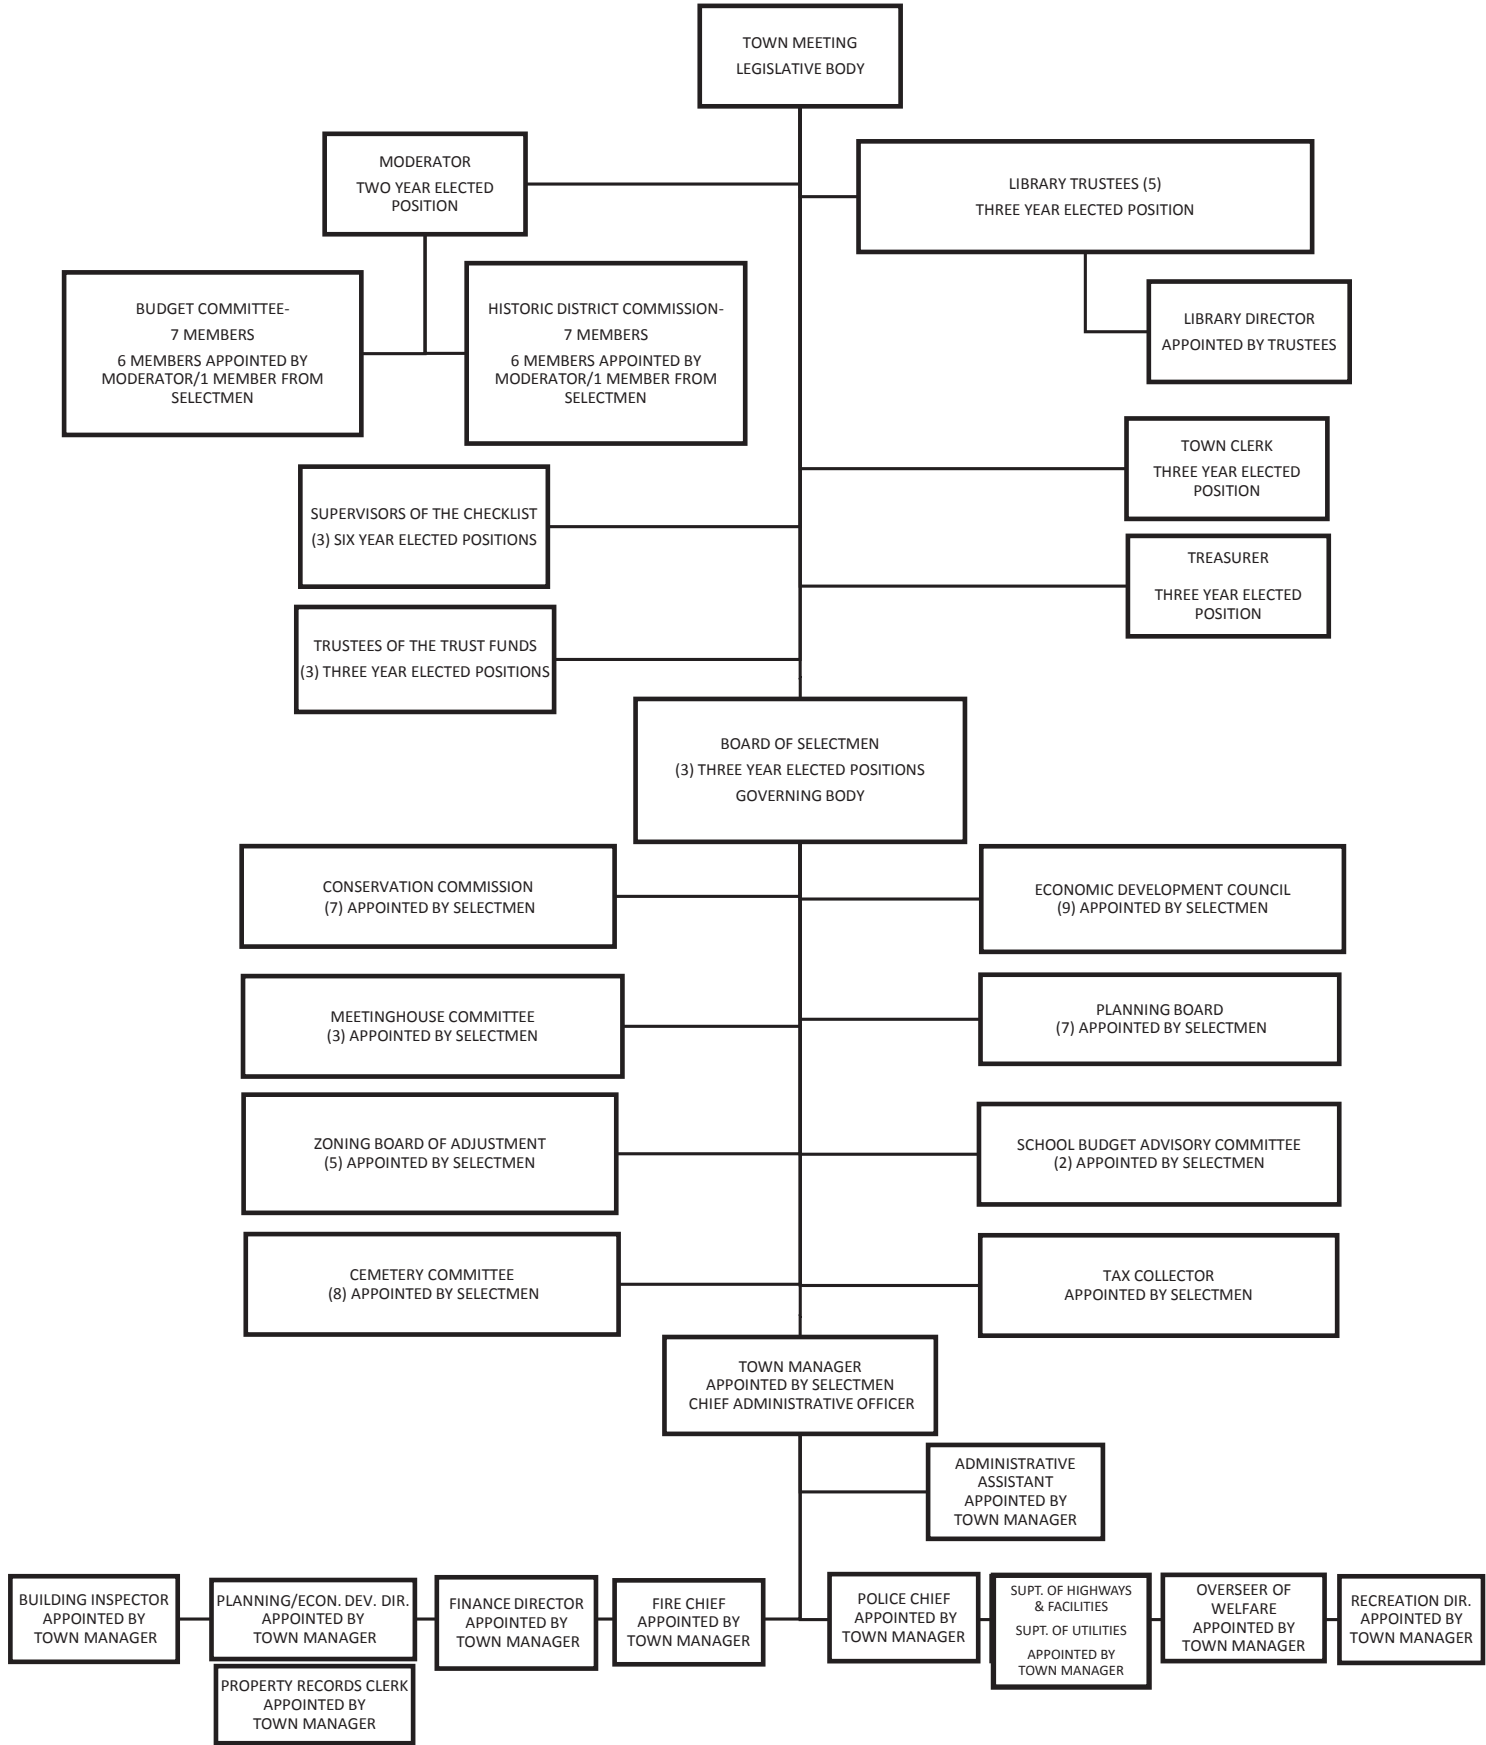 TOWN MEETING
LEGISLATIVE BODY
MODERATOR
TWO YEAR ELECTED
POSITION
LIBRARY TRUSTEES (5)
THREE YEAR ELECTED POSITION
BUDGET COMMITTEE-
7 MEMBERS
6 MEMBERS APPOINTED BY
MODERATOR/1 MEMBER FROM
SELECTMEN
HISTORIC DISTRICT COMMISSION-
7 MEMBERS
6 MEMBERS APPOINTED BY
MODERATOR/1 MEMBER FROM
SELECTMEN
LIBRARY DIRECTOR
APPOINTED BY TRUSTEES
TOWN CLERK
THREE YEAR ELECTED
POSITION
SUPERVISORS OF THE CHECKLIST
(3) SIX YEAR ELECTED POSITIONS
TREASURER
THREE YEAR ELECTED
POSITION
TRUSTEES OF THE TRUST FUNDS
(3) THREE YEAR ELECTED POSITIONS
BOARD OF SELECTMEN
(3) THREE YEAR ELECTED POSITIONS
GOVERNING BODY
CONSERVATION COMMISSION
(7) APPOINTED BY SELECTMEN
ECONOMIC DEVELOPMENT COUNCIL
(9) APPOINTED BY SELECTMEN
MEETINGHOUSE COMMITTEE
(3) APPOINTED BY SELECTMEN
PLANNING BOARD
(7) APPOINTED BY SELECTMEN
ZONING BOARD OF ADJUSTMENT
(5) APPOINTED BY SELECTMEN
SCHOOL BUDGET ADVISORY COMMITTEE
(2) APPOINTED BY SELECTMEN
CEMETERY COMMITTEE
(8) APPOINTED BY SELECTMEN
TAX COLLECTOR
APPOINTED BY SELECTMEN
TOWN MANAGER
APPOINTED BY SELECTMEN
CHIEF ADMINISTRATIVE OFFICER
ADMINISTRATIVE
ASSISTANT
APPOINTED BY
TOWN MANAGER
BUILDING INSPECTOR
APPOINTED BY
TOWN MANAGER
PLANNING/ECON. DEV. DIR.
APPOINTED BY
TOWN MANAGER
FINANCE DIRECTOR
APPOINTED BY
TOWN MANAGER
FIRE CHIEF
APPOINTED BY
TOWN MANAGER
POLICE CHIEF
APPOINTED BY
TOWN MANAGER
SUPT. OF HIGHWAYS
& FACILITIES
SUPT. OF UTILITIES
APPOINTED BY
TOWN MANAGER
OVERSEER OF
WELFARE
APPOINTED BY
TOWN MANAGER
RECREATION DIR.
APPOINTED BY
TOWN MANAGER
PROPERTY RECORDS CLERK
APPOINTED BY
TOWN MANAGER